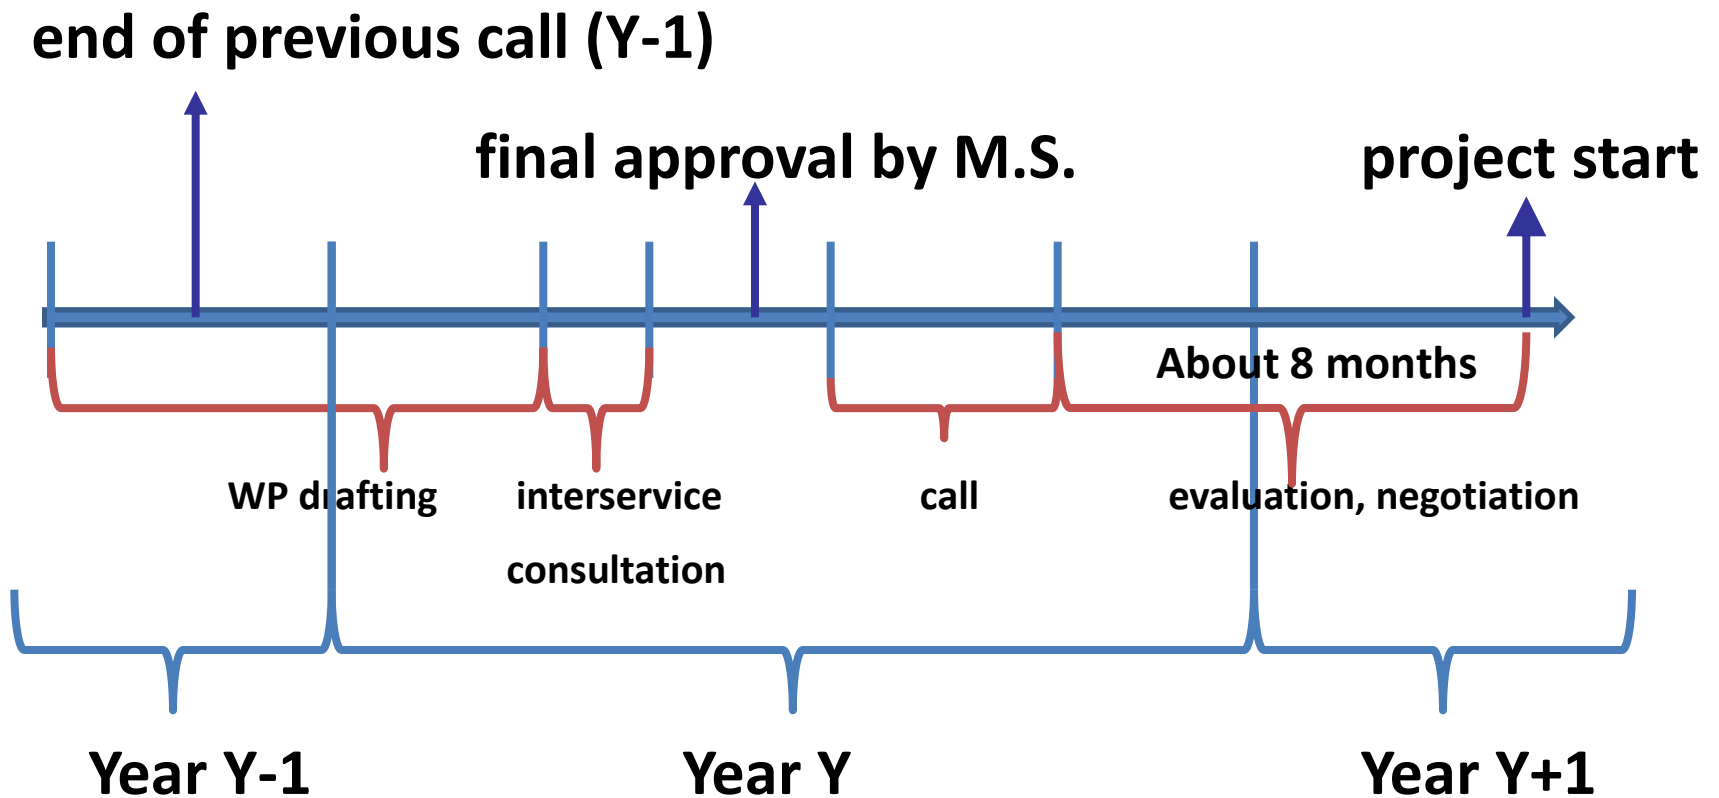 end of previous call (Y-1)
final approval by M.S.
project start
About 8 months
WP drafting
interservice
consultation
call
evaluation, negotiation
Year Y-1
Year Y
Year Y+1